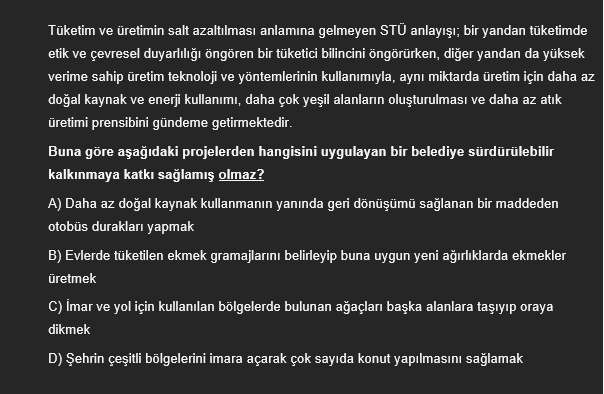 Tüketim ve üretimin salt azaltılması anlamına gelmeyen STÜ anlayışı; bir yandan tüketimde
etik ve çevresel duyarlılığı öngören bir tüketici bilincini öngörürken, diğer yandan da yüksek
verime sahip üretim teknoloji ve yöntemlerinin kullanımıyla, aynı miktarda üretim için daha az
doğal kaynak ve enerji kullanımı, daha çok yeşil alanların oluşturulması ve daha az atık
üretimi prensibini gündeme getirmektedir.
Buna göre aşağıdaki projelerden hangisini uygulayan bir belediye sürdürülebilir
kalkınmaya katkı sağlamış olmaz?
A) Daha az doğal kaynak kullanmanın yanında geri dönüşümü sağlanan bir maddeden
otobüs durakları yapmak
B) Evlerde tüketilen ekmek gramajlarını belirleyip buna uygun yeni ağırlıklarda ekmekler
üretmek
C) İmar ve yol için kullanılan bölgelerde bulunan ağaçları başka alanlara taşıyıp oraya
dikmek
D) Şehrin çeşitli bölgelerini imara açarak çok sayıda konut yapılmasını sağlamak